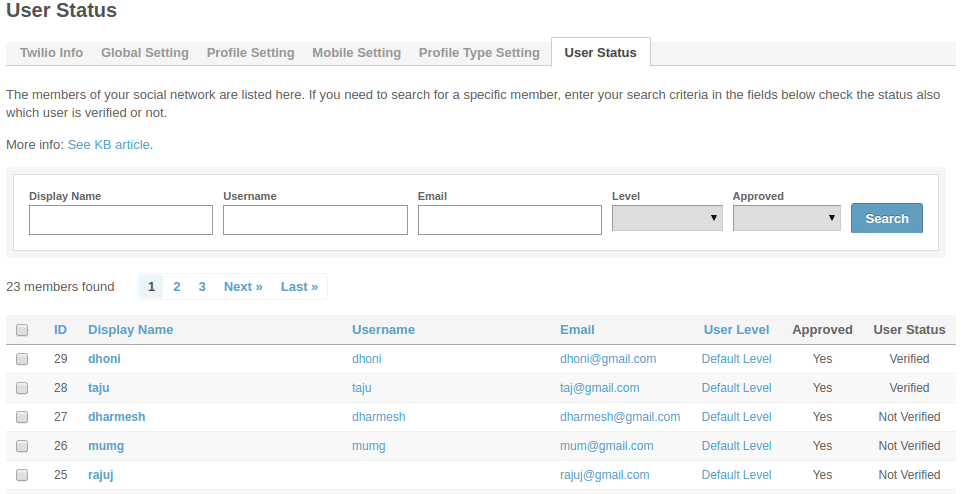 User Status
Twilio Info Global Setting Profile Setting Mobile Setting Profile Type Setting User Status
The members of your social network are listed here. If you need to search for a specific member, enter your search criteria in the fields below check the status also
which user is verified or not.
More info: See KB article.
Display Name Username Email Level Approved
Search
23 members found 1 2 3 Next » Last »
ID Display Name Username Email User Level Approved User Status
29 dhoni dhoni dhoni@gmail.com Default Level Yes Verified
28 taju taju taj@gmail.com Default Level Yes Verified
27 dharmesh dharmesh dharmesh@gmail.com Default Level Yes Not Verified
26 mumg mumg mum@gmail.com Default Level Yes Not Verified
25 rajuj rajuj@gmail.com Default Level Yes Not Verified